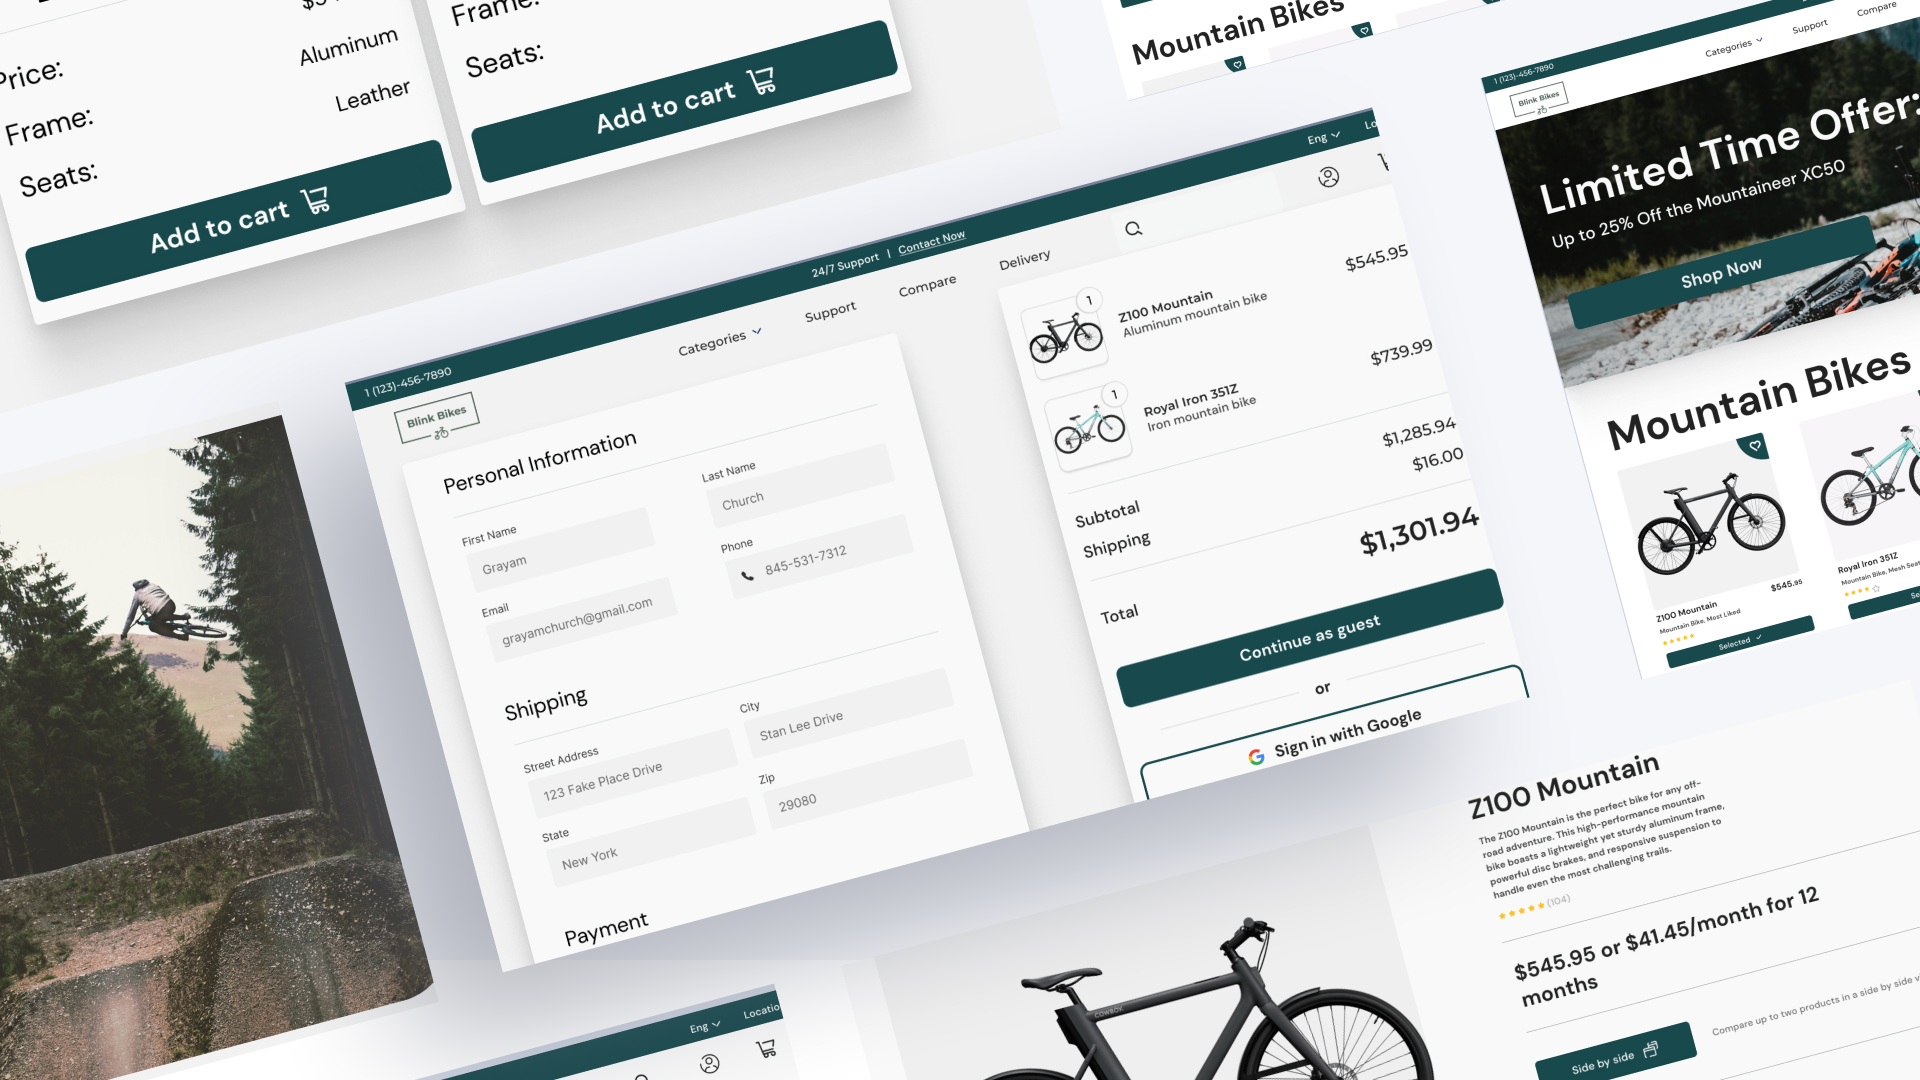 Price:
Frame:
Aluminum
Seats:
Leather
Add to cart
Frame:
Seats:
Add to cart
Mountain Bikes
1 (123)-456-7890
24/7 Support | Contact Now
Eng
Blink Bikes
Categories
Support
Compare
Delivery
Personal Information
First Name
Grayam
Last Name
Church
Email
grayamchurch@gmail.com
Phone
845-531-7312
Shipping
Street Address
123 Fake Place Drive
City
Stan Lee Drive
State
New York
Zip
29080
Payment
1
Z100 Mountain
Aluminum mountain bike
$545.95
1
Royal Iron 351Z
Iron mountain bike
$739.99
Subtotal
$1,285.94
Shipping
$16.00
Total
$1,301.94
Continue as guest
or
Sign in with Google
1 (123)-456-7890
Blink Bikes
Categories
Support
Compare
Limited Time Offer:
Up to 25% Off the Mountaineer XC50
Shop Now
Mountain Bikes
Z100 Mountain
$545.95
Mountain Bike, Most Liked
Selected
Royal Iron 351Z
Mountain Bike, Mesh Seat
Z100 Mountain
The Z100 Mountain is the perfect bike for any off-
road adventure. This high-performance mountain
bike boasts a lightweight yet sturdy aluminum frame,
powerful disc brakes, and responsive suspension to
handle even the most challenging trails.
(104)
$545.95 or $41.45/month for 12
months
Side by side
Compare up to two products in a side by side
Eng
Locatio
COWBOY